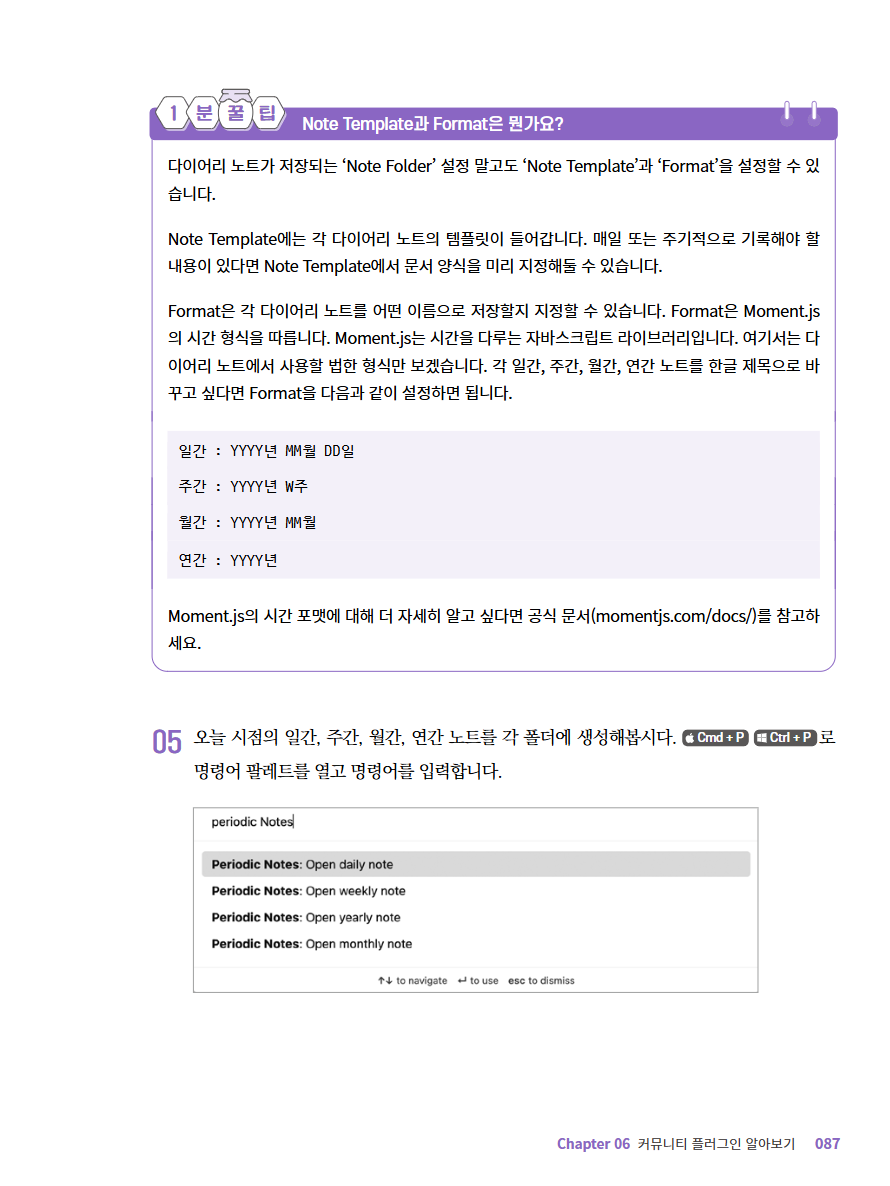 1분꿀팁 Note Template과 Format은 뭔가요?
다이어리 노트가 저장되는 ‘Note Folder’ 설정 말고도 ‘Note Template’과 ‘Format’을 설정할 수 있
습니다.
Note Template에는 각 다이어리 노트의 템플릿이 들어갑니다. 매일 또는 주기적으로 기록해야 할
내용이 있다면 Note Template에서 문서 양식을 미리 지정해둘 수 있습니다.
Format은 각 다이어리 노트를 어떤 이름으로 저장할지 지정할 수 있습니다. Format은 Moment.js
의 시간 형식을 따릅니다. Moment.js는 시간을 다루는 자바스크립트 라이브러리입니다. 여기서는 다
이어리 노트에서 사용할 법한 형식만 보겠습니다. 각 일간, 주간, 월간, 연간 노트를 한글 제목으로 바
꾸고 싶다면 Format을 다음과 같이 설정하면 됩니다.
일간 : YYYY년 MM월 DD일
주간 : YYYY년 W주
월간 : YYYY년 MM월
연간 : YYYY년
Moment.js의 시간 포맷에 대해 더 자세히 알고 싶다면 공식 문서(momentjs.com/docs/)를 참고하
세요.
05 오늘 시점의 일간, 주간, 월간, 연간 노트를 각 폴더에 생성해봅시다. Cmd + P Ctrl + P 로
명령어 팔레트를 열고 명령어를 입력합니다.
periodic Notes
Periodic Notes: Open daily note
Periodic Notes: Open weekly note
Periodic Notes: Open yearly note
Periodic Notes: Open monthly note
↑↓ to navigate ↵ to use esc to dismiss
Chapter 06 커뮤니티 플러그인 알아보기 087